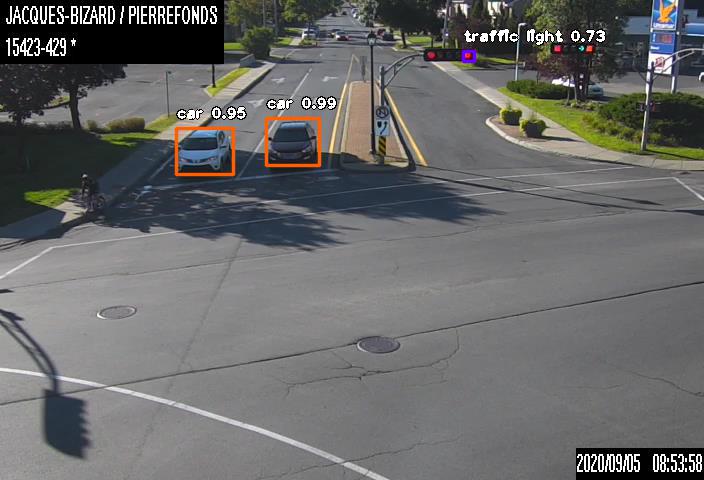 JACQUES-BIZARD / PIERREFONDS
15423-429 *
traffic light 0.73
car 0.95
car 0.99
2020/09/05 08:53:58